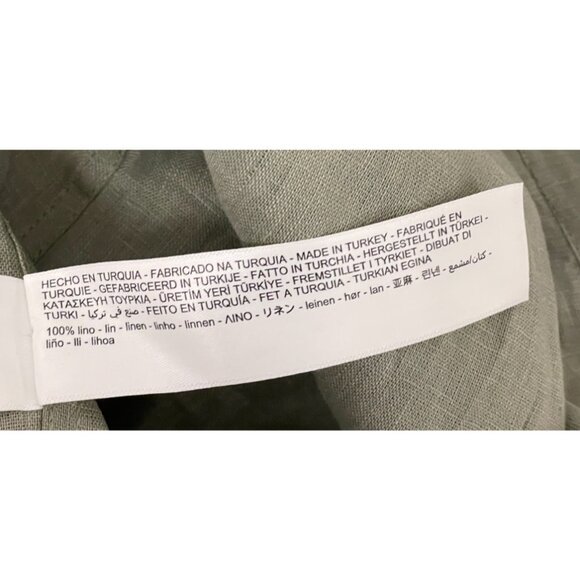 HECHO EN TURQUIA - FABRICADO NA TURQUIA - MADE IN TURKEY - FABRIQUÉ EN
TURQUIE - GEFABRICEERD IN TURKIJE - FATTO IN TURCHIA - HERGESTELLT IN TÜRKEI -
ΚΑΤΑΣΚΕΥΗ ΤΟΥΡΚΙΑ - ÜRETİM YERİ TÜRKİYE - FREMSTILLET I TYRKIET - DIBUAT DI
TURKI - صنع في تركيا - FEITO EN TURQUÍA - FET A TURQUIA - TURKIAN EGINA
100% lino - lin - linen - linho - linnen - ΛΙΝΟ - リネン - leinen - hør - lan - 亚麻 - 린넨 - كتان/مشمع -
liño - lli - lihoa